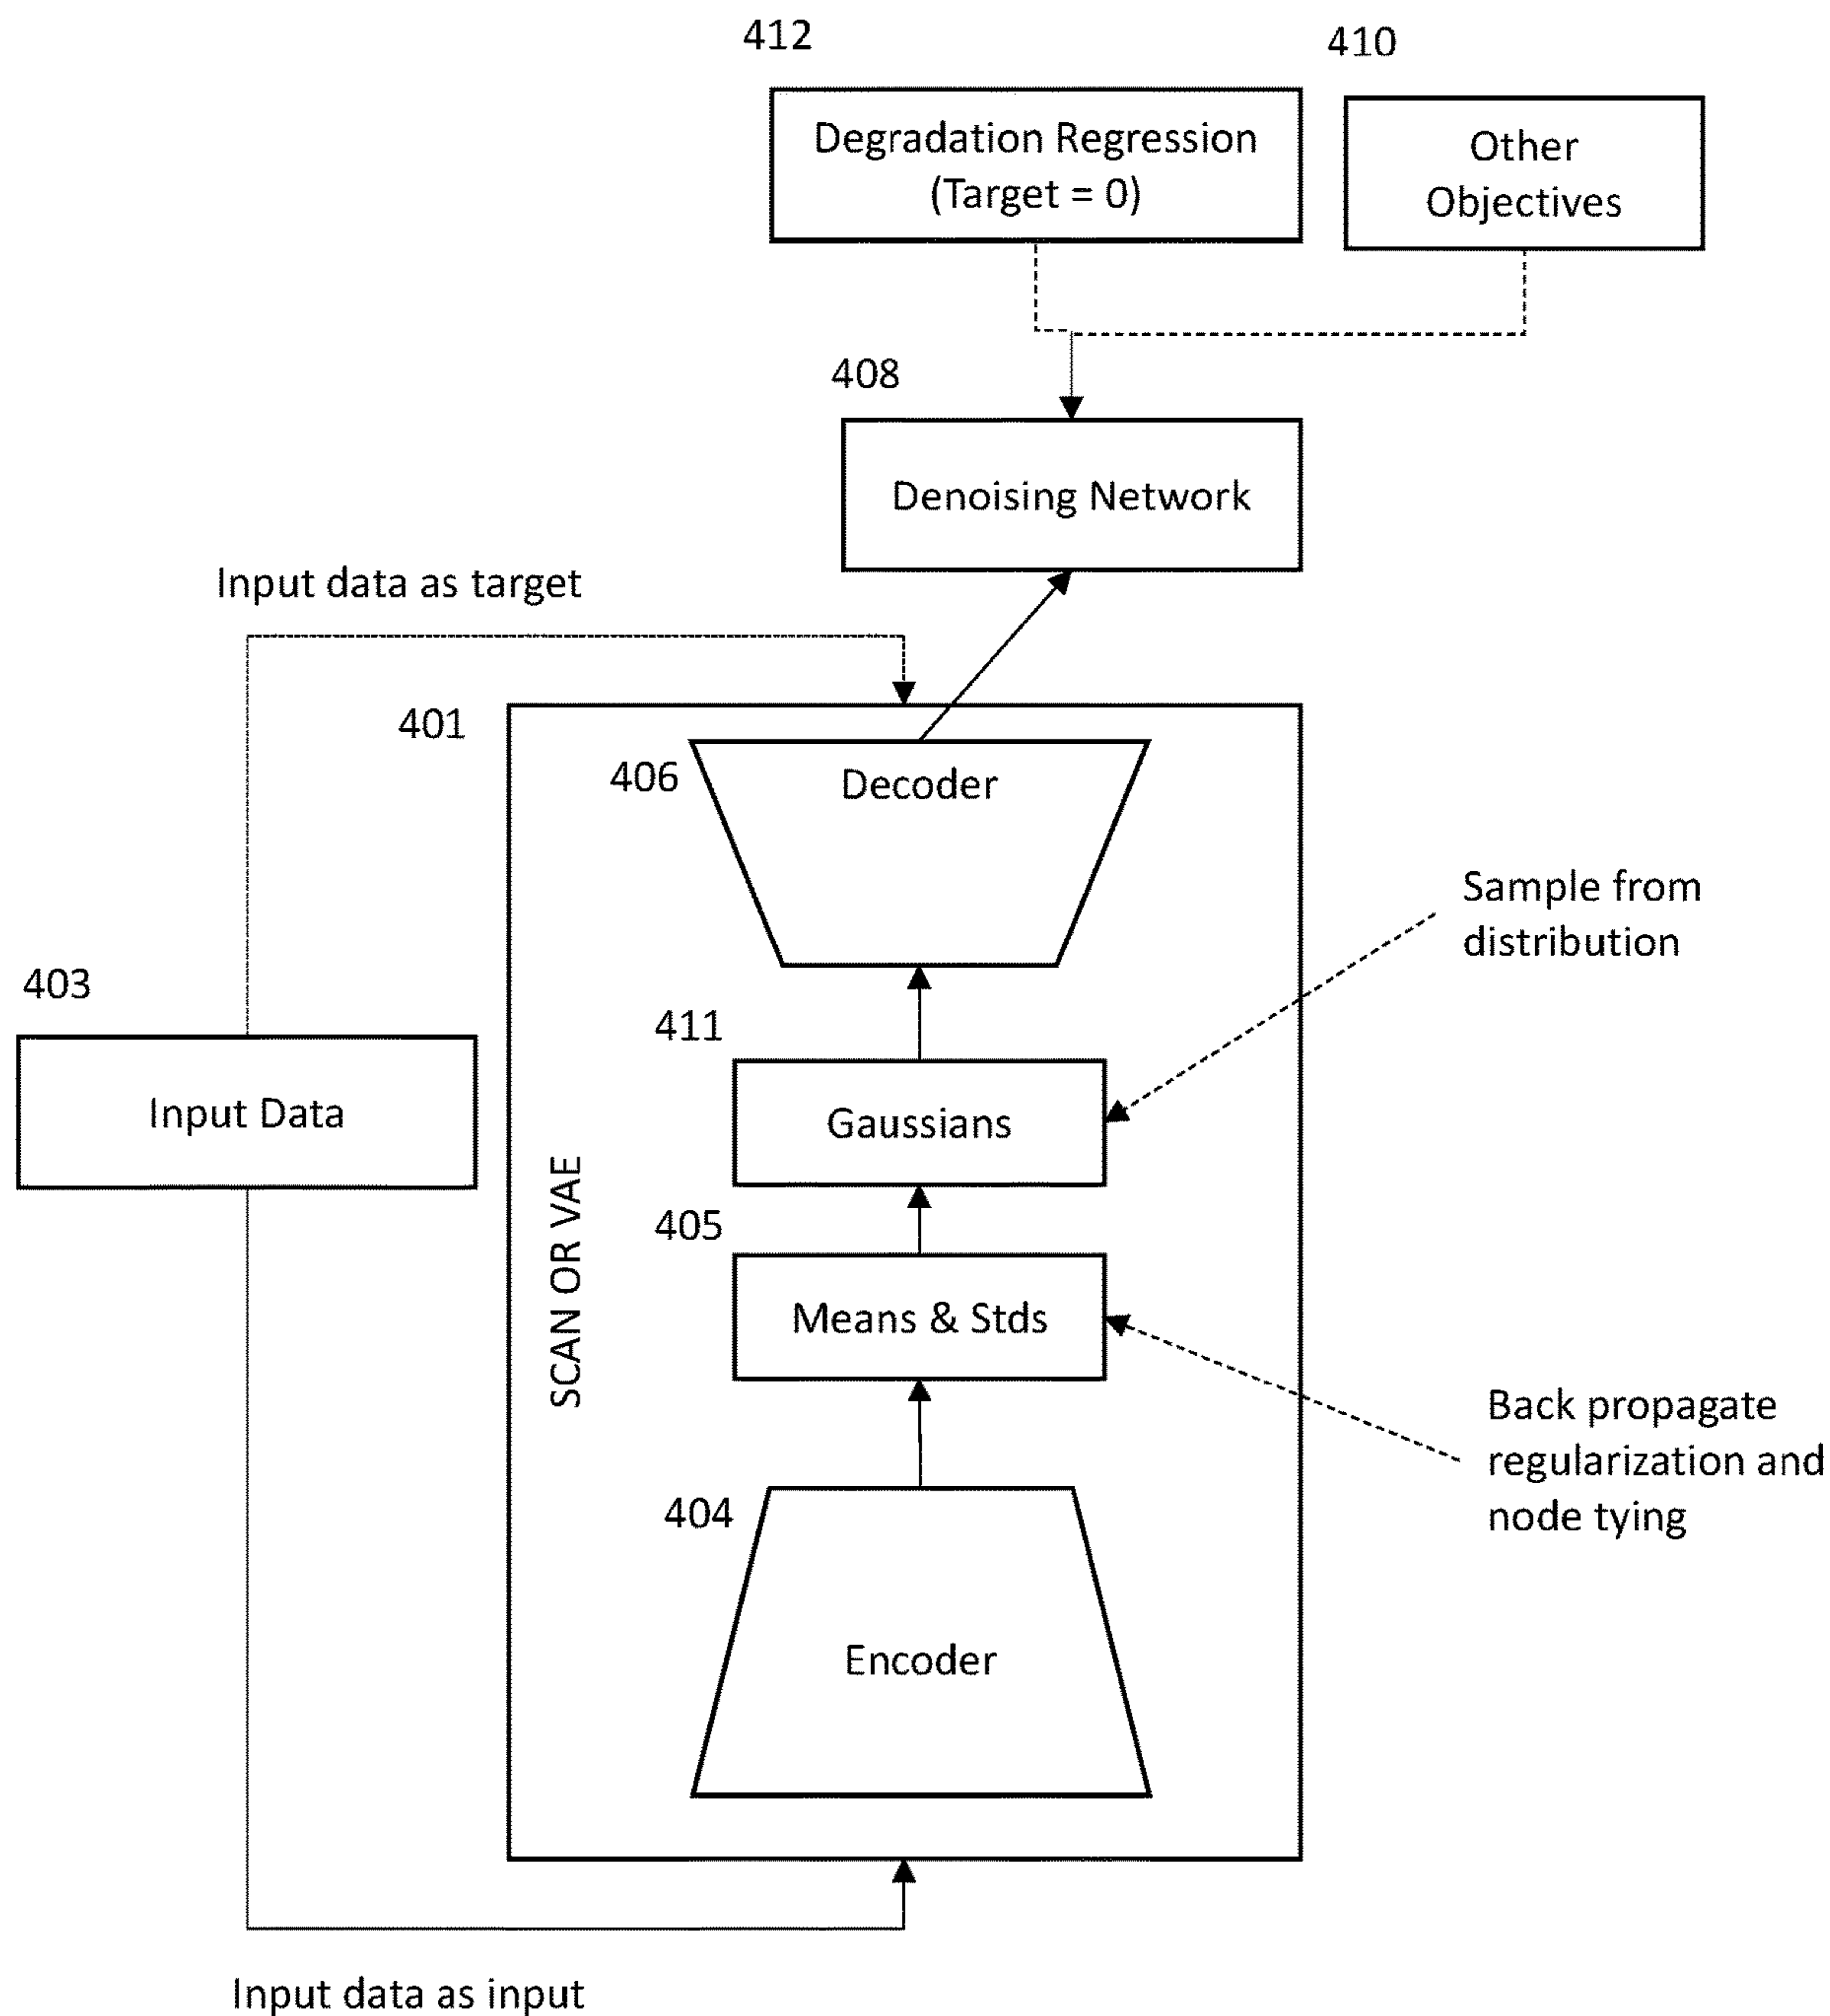 412
410
Degradation Regression
(Target = 0)
Other
Objectives
408
Denoising Network
Input data as target
401
406
Decoder
Sample from
distribution
403
411
Input Data
Gaussians
SCAN OR VAE
405
Means & Stds
Back propagate
regularization and
node tying
404
Encoder
Input data as input